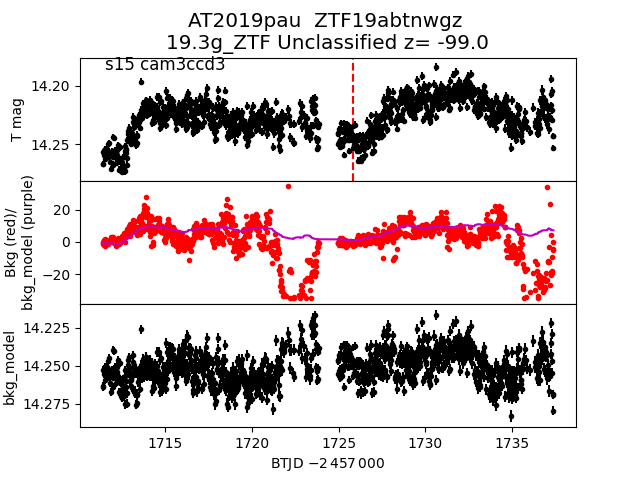 AT2019pau  ZTF19abtnwgz
19.3g_ZTF Unclassified z= -99.0
s15 cam3ccd3
T mag
14.20
14.25
Bkg (red)/
bkg_model (purple)
20
0
−20
bkg_model
14.225
14.250
14.275
1715
1720
1725
1730
1735
BTJD −2 457 000